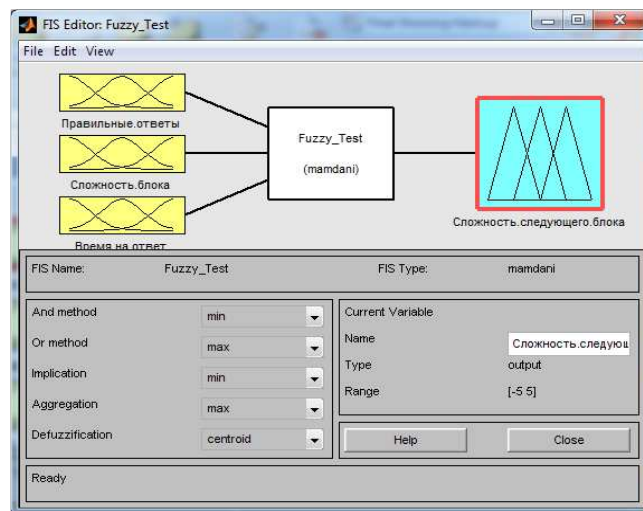 FIS Editor: Fuzzy_Test
File Edit View
Правильные.ответы
Сложность.блока
Время на ответ
Fuzzy_Test
(mamdani)
Сложность.следующего.блока
FIS Name: Fuzzy_Test FIS Type: mamdani
And method min
Or method max
Implication min
Aggregation max
Defuzzification centroid
Current Variable
Name Сложность.следующ
Type output
Range [-5 5]
Help Close
Ready